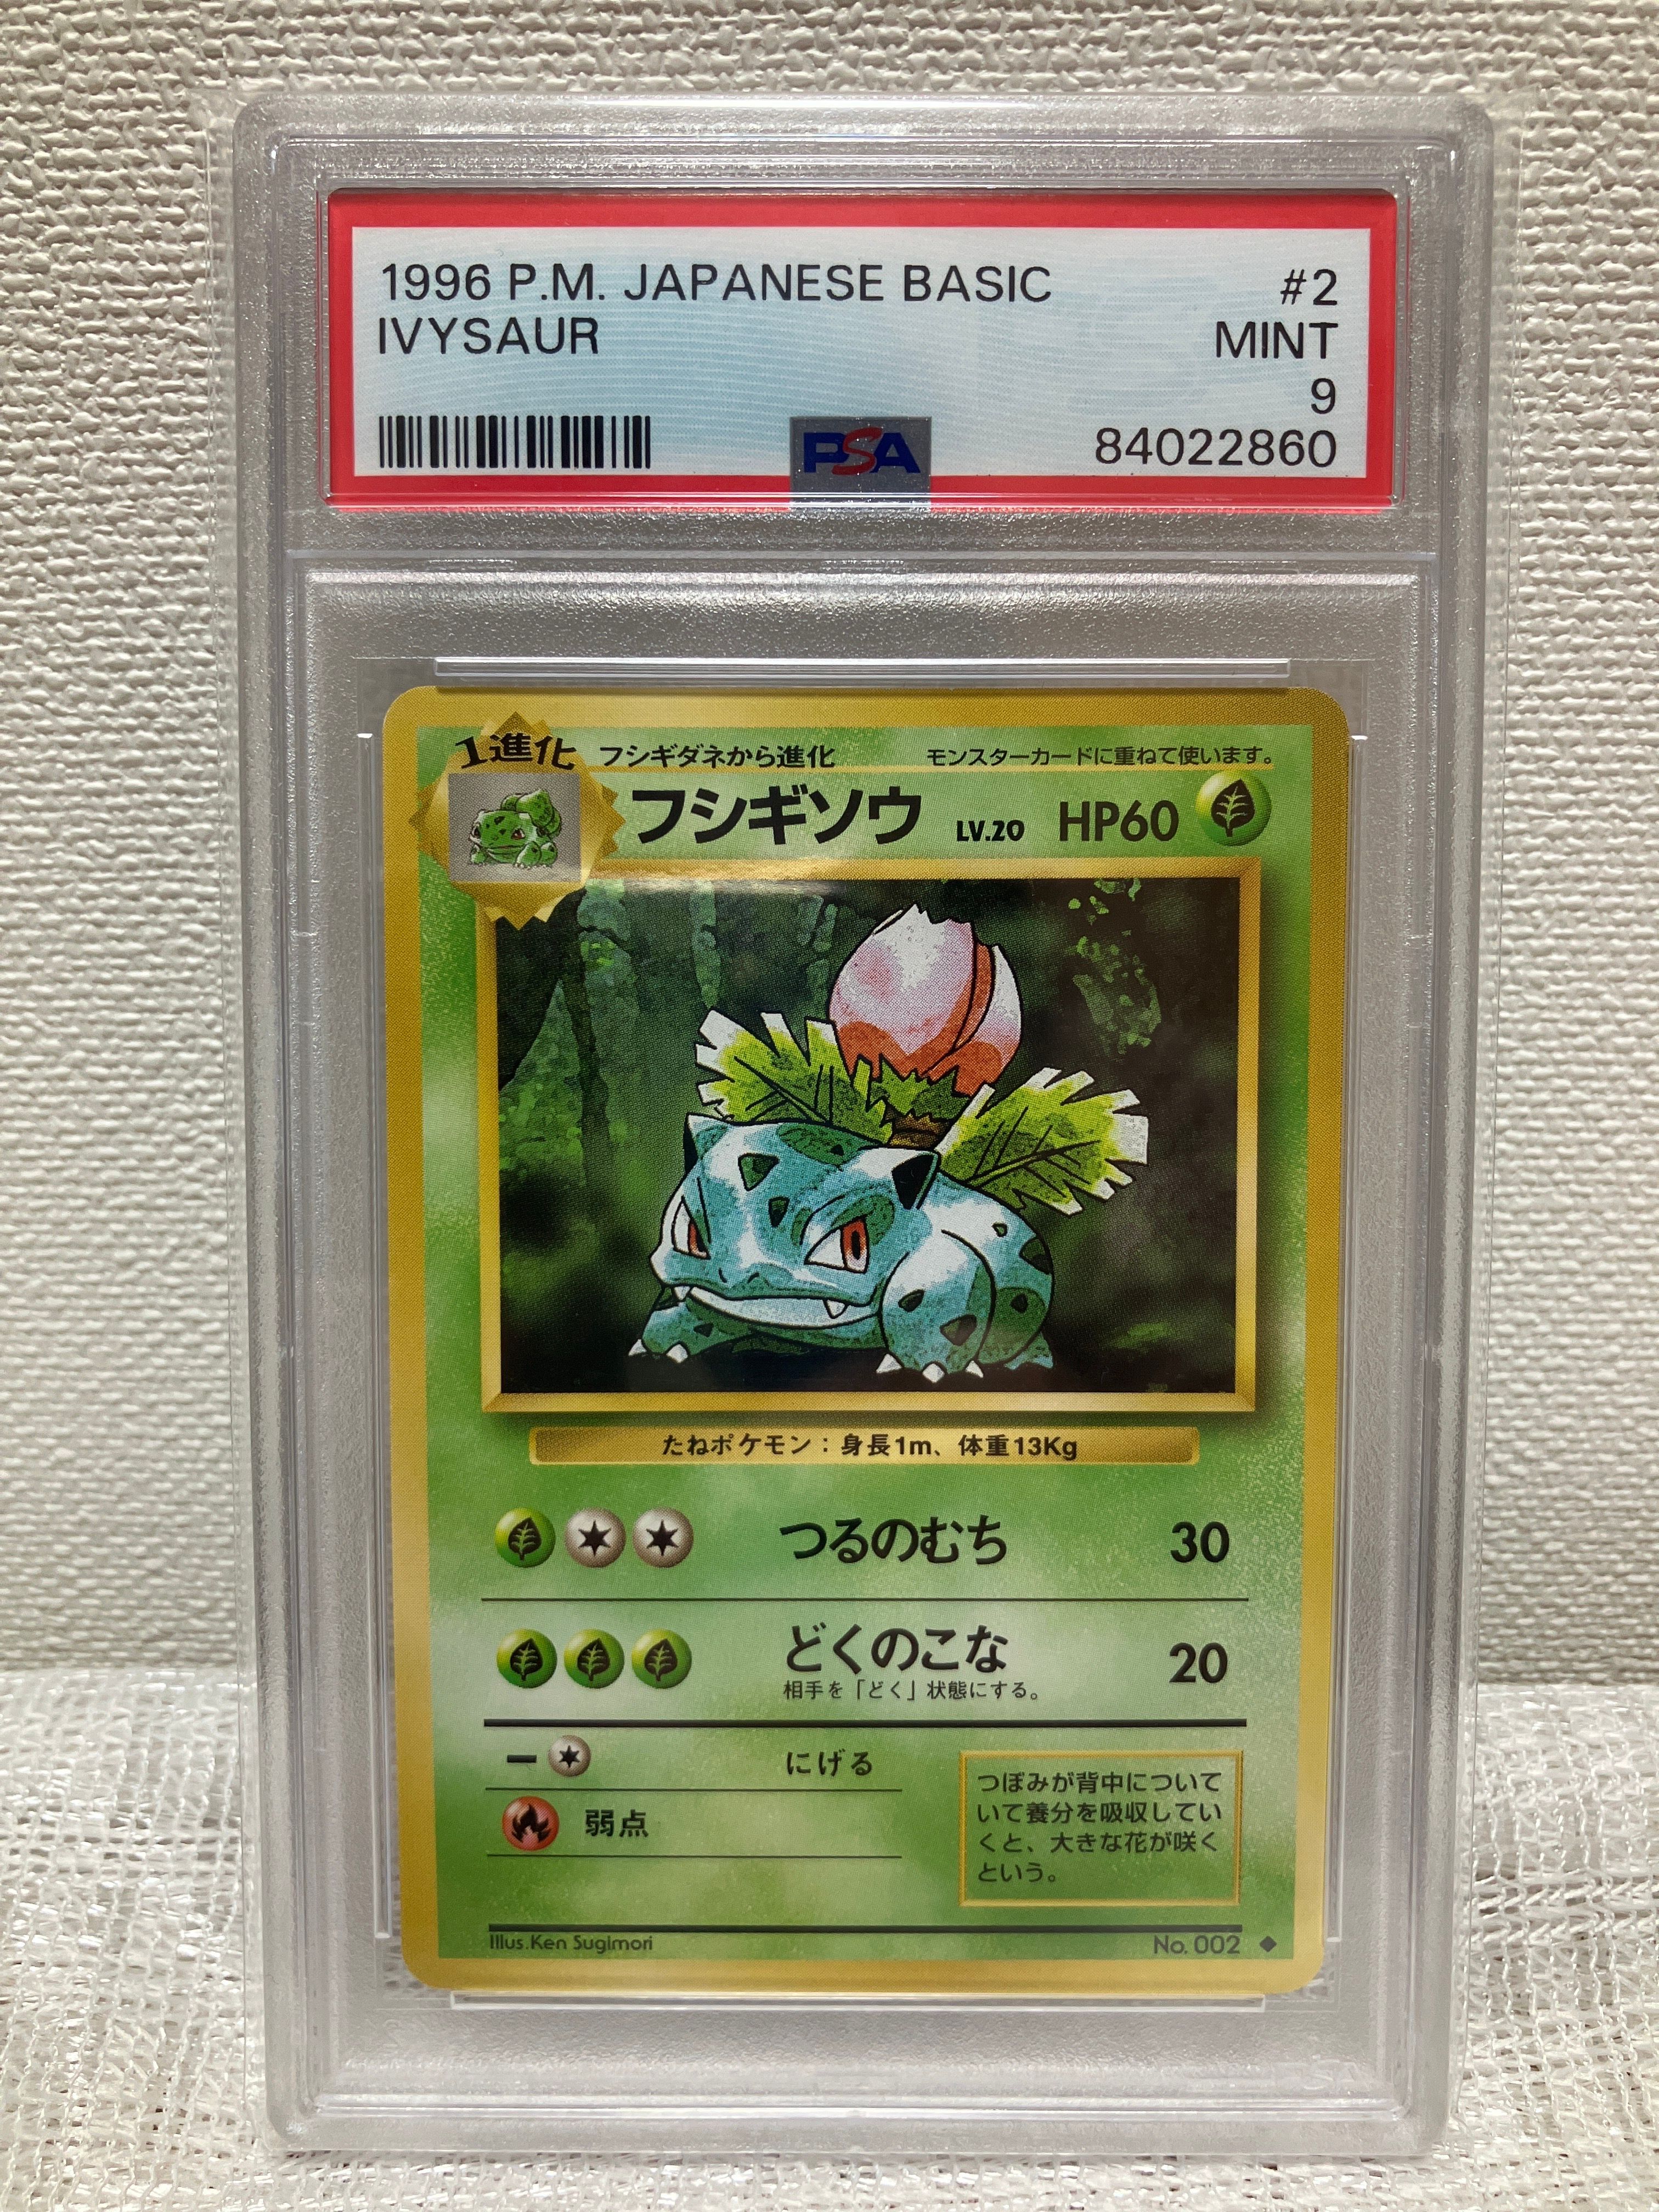 1996 P.M. JAPANESE BASIC #2
IVYSAUR MINT
9
PSA 84022860
1進化 フシギダネから進化 モンスターカードに重ねて使います。
フシギソウ LV.20 HP60
たねポケモン：身長1m、体重13Kg
つるのむち 30
どくのこな 20
相手を「どく」状態にする。
ー にげる
弱点
つぼみが背中について
いて養分を吸収してい
くと、大きな花が咲く
という。
Illus.Ken Sugimori No. 002 ◆